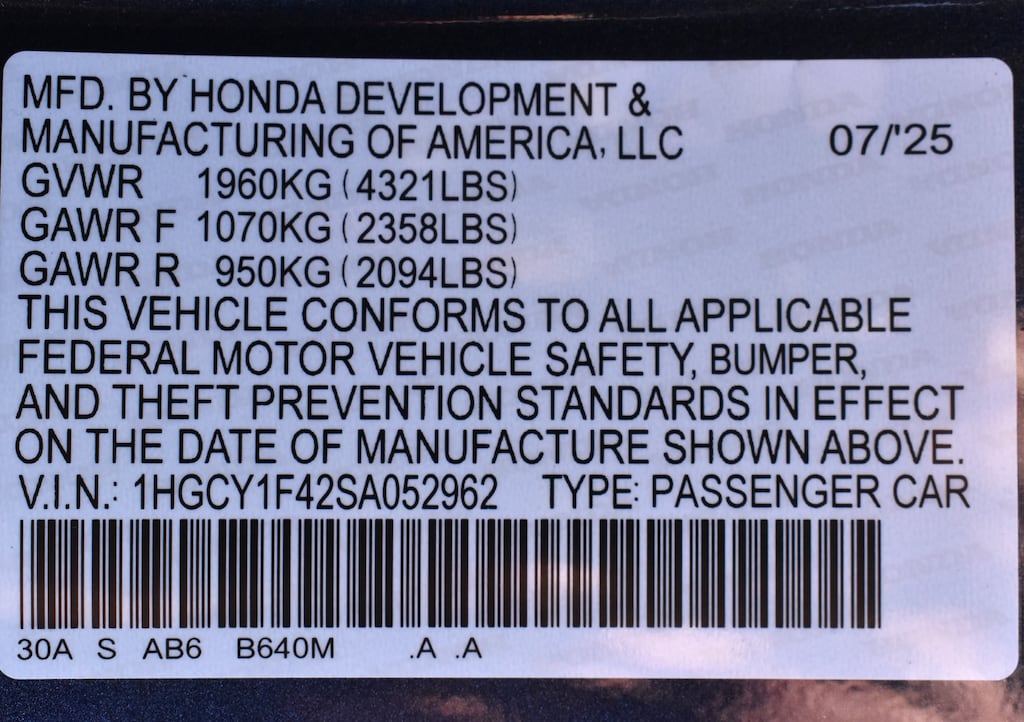 MFD. BY HONDA DEVELOPMENT &
MANUFACTURING OF AMERICA, LLC 07/'25
GVWR 1960KG (4321LBS)
GAWR F 1070KG (2358LBS)
GAWR R 950KG (2094LBS)
THIS VEHICLE CONFORMS TO ALL APPLICABLE
FEDERAL MOTOR VEHICLE SAFETY, BUMPER,
AND THEFT PREVENTION STANDARDS IN EFFECT
ON THE DATE OF MANUFACTURE SHOWN ABOVE.
V.I.N.: 1HGCY1F42SA052962 TYPE: PASSENGER CAR
30A S AB6 B640M .A .A